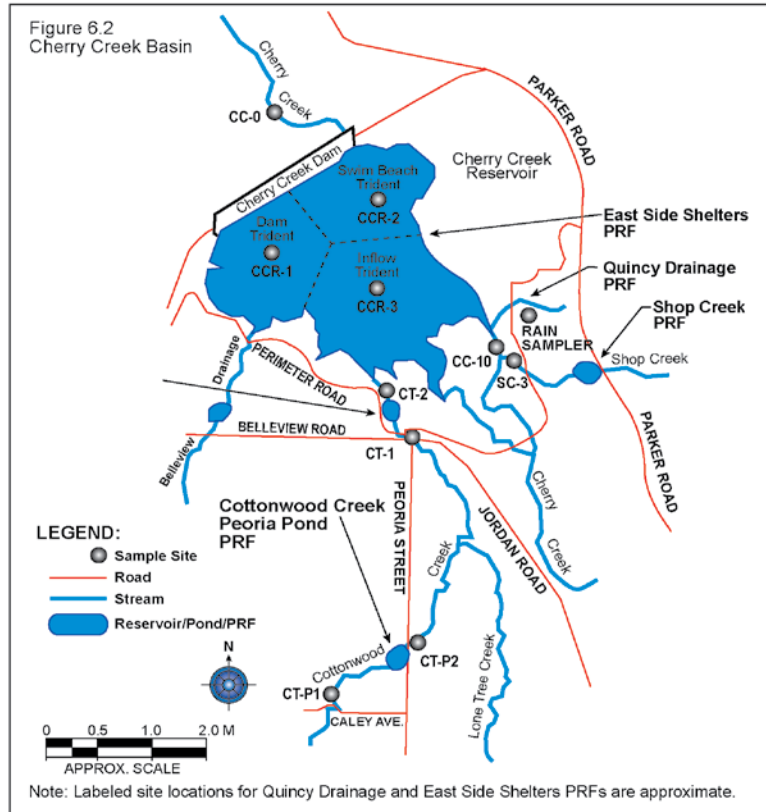 Figure 6.2
Cherry Creek Basin
Cherry
Creek
CC-0
PARKER ROAD
Cherry Creek Dam
Swim Beach
Trident
CCR-2
Cherry Creek
Reservoir
Dam
Trident
CCR-1
Inflow
Trident
CCR-3
East Side Shelters
PRF
Quincy Drainage
PRF
Shop Creek
PRF
RAIN
SAMPLER
CC-10
SC-3
Shop Creek
Drainage
Belleview
PERIMETER ROAD
CT-2
BELLEVIEW ROAD
CT-1
PARKER ROAD
Cottonwood Creek
Peoria Pond
PRF
PEORIA STREET
JORDAN ROAD
Cherry
Creek
LEGEND:
Sample Site
Road
Stream
Reservoir/Pond/PRF
N
Creek
Cottonwood
CT-P2
CT-P1
Lone Tree Creek
CALEY AVE.
0 0.5 1.0 2.0 M
APPROX. SCALE
Note: Labeled site locations for Quincy Drainage and East Side Shelters PRFs are approximate.